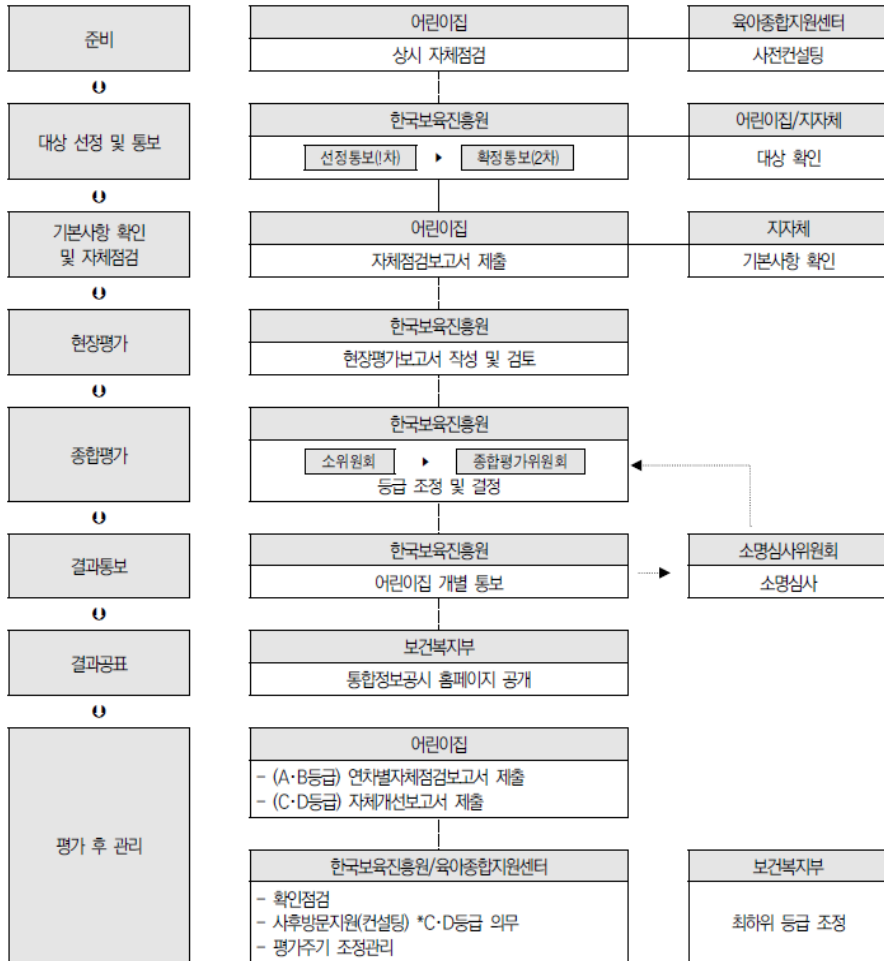 준비
어린이집
상시 자체점검
육아종합지원센터
사전컨설팅
대상 선정 및 통보
한국보육진흥원
선정통보(!차) ▶ 확정통보(2차)
어린이집/지자체
대상 확인
기본사항 확인
및 자체점검
어린이집
자체점검보고서 제출
지자체
기본사항 확인
현장평가
한국보육진흥원
현장평가보고서 작성 및 검토
종합평가
한국보육진흥원
소위원회 ▶ 종합평가위원회
등급 조정 및 결정
결과통보
한국보육진흥원
어린이집 개별 통보
소명심사위원회
소명심사
결과공표
보건복지부
통합정보공시 홈페이지 공개
평가 후 관리
어린이집
- (A·B등급) 연차별자체점검보고서 제출
- (C·D등급) 자체개선보고서 제출
한국보육진흥원/육아종합지원센터
- 확인점검
- 사후방문지원(컨설팅) *C·D등급 의무
- 평가주기 조정관리
보건복지부
최하위 등급 조정